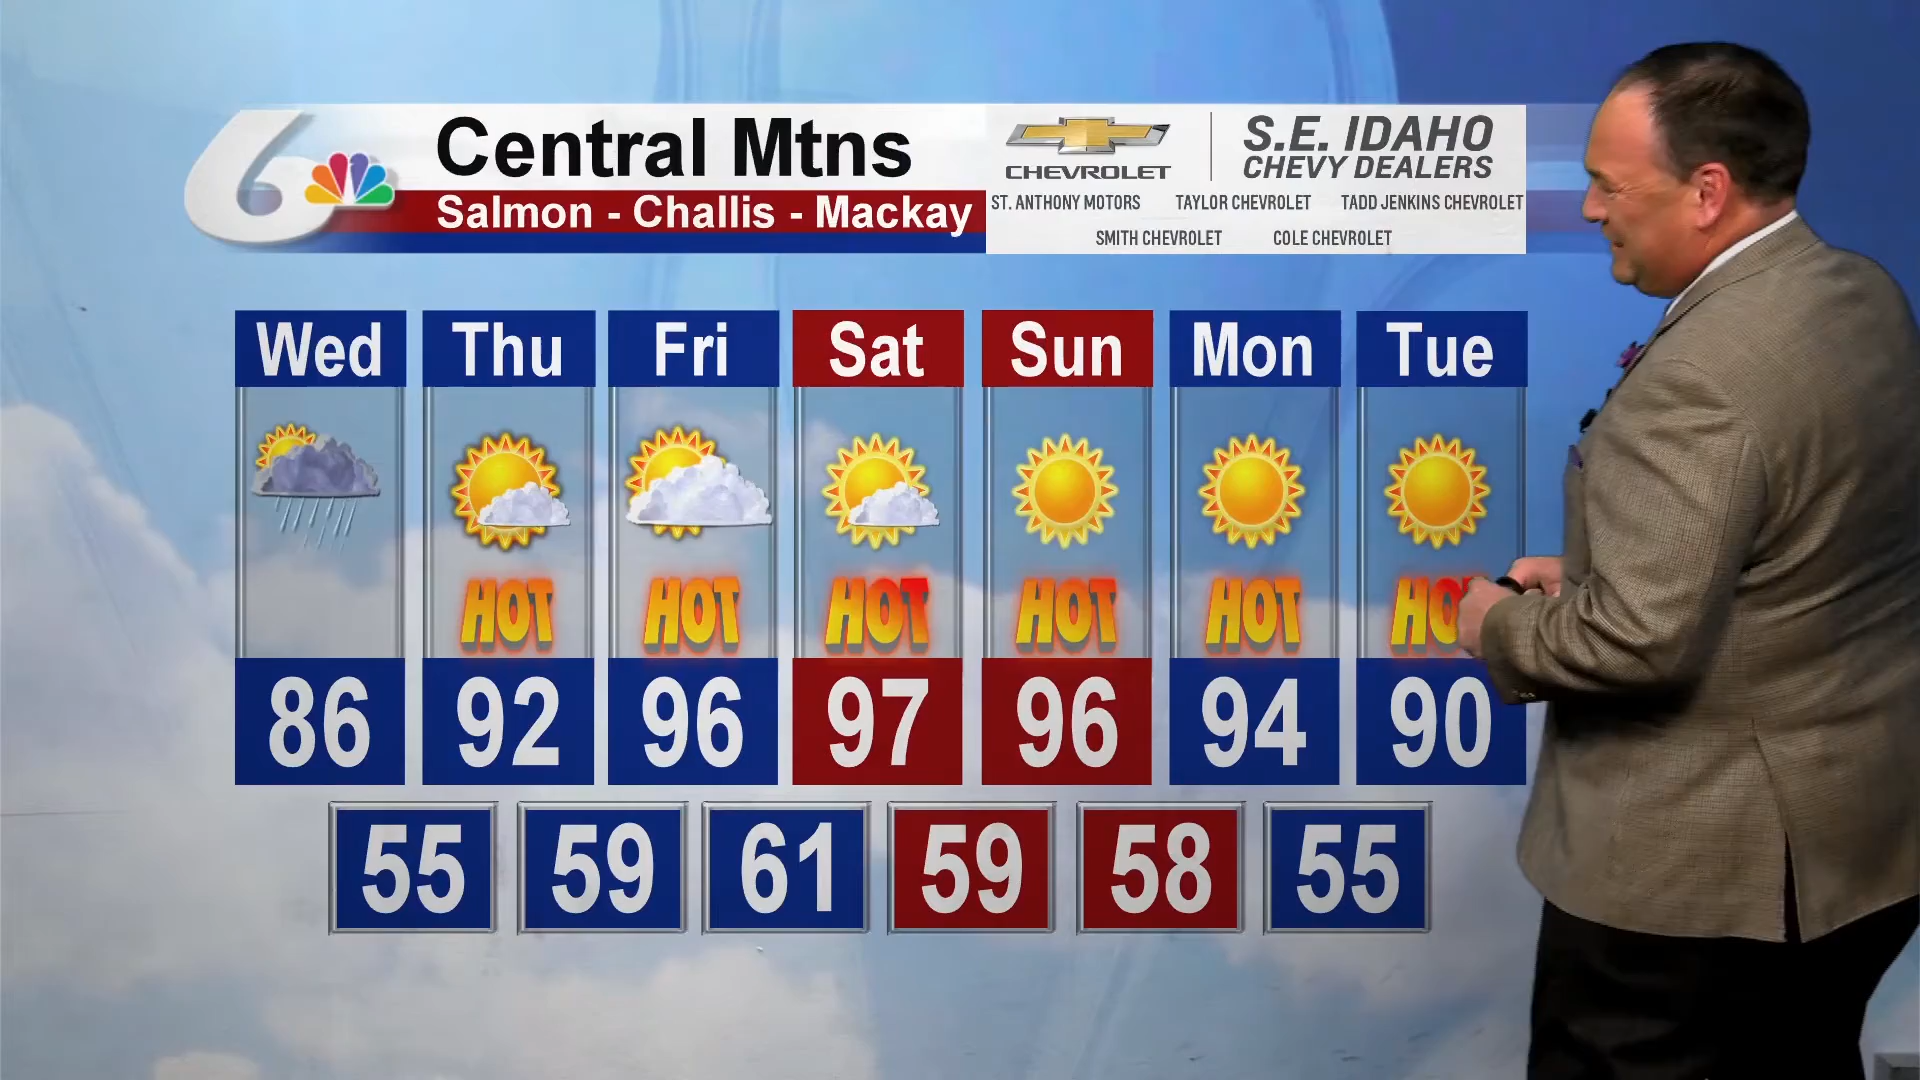 6
Central Mtns
Salmon - Challis - Mackay
CHEVROLET
S.E. IDAHO
CHEVY DEALERS
ST. ANTHONY MOTORS TAYLOR CHEVROLET TADD JENKINS CHEVROLET
SMITH CHEVROLET COLE CHEVROLET
Wed Thu Fri Sat Sun Mon Tue
HOT HOT HOT HOT HOT HO
86 92 96 97 96 94 90
55 59 61 59 58 55